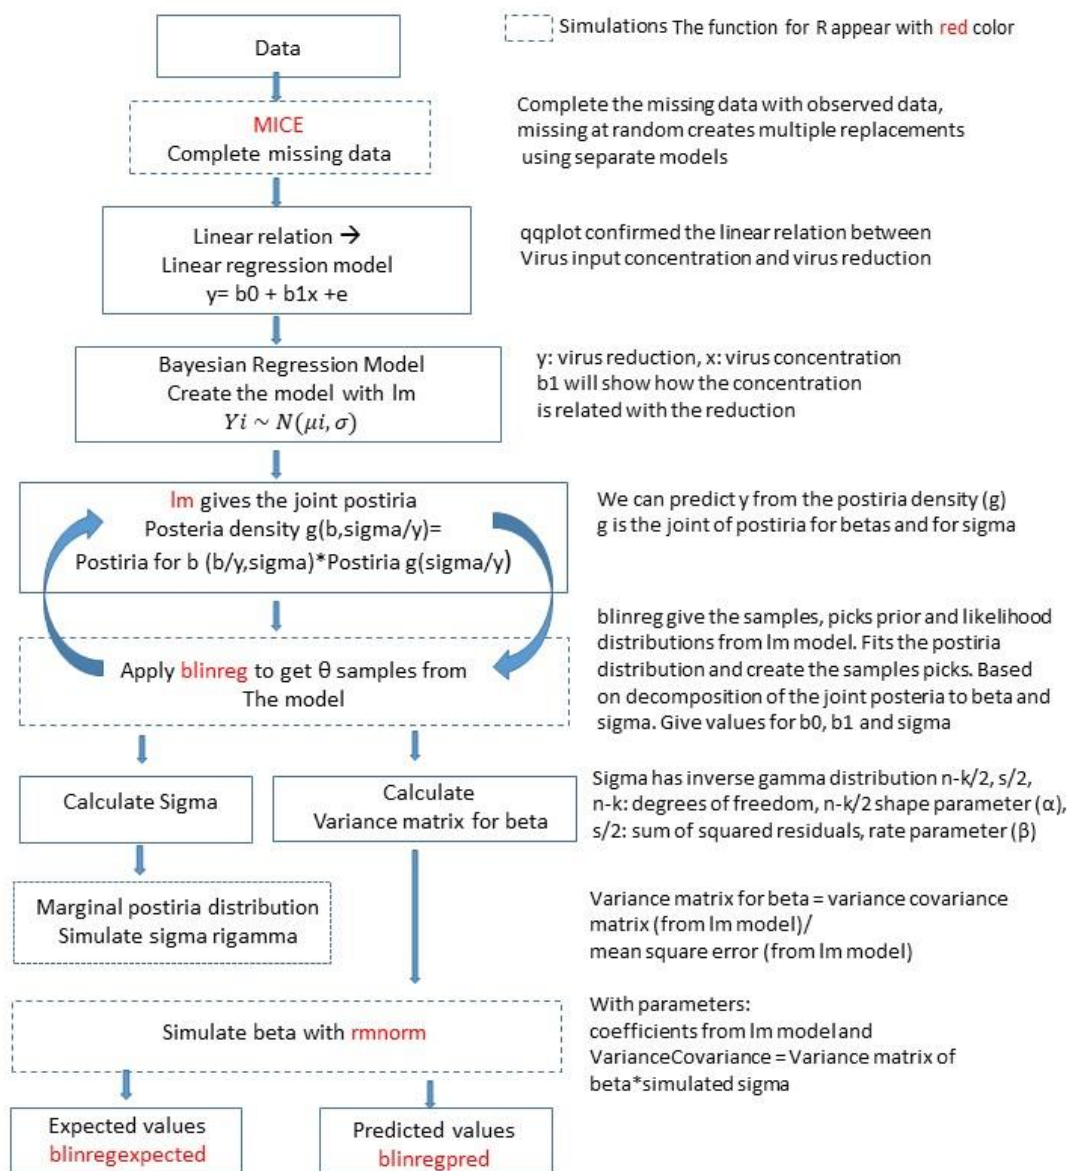 Simulations The function for R appear with red color
Data
MICE
Complete missing data
Complete the missing data with observed data,
missing at random creates multiple replacements
using separate models
Linear relation →
Linear regression model
y= b0 + b1x +e
qqplot confirmed the linear relation between
Virus input concentration and virus reduction
Bayesian Regression Model
Create the model with lm
Yi ~ N(μi, σ)
y: virus reduction, x: virus concentration
b1 will show how the concentration
is related with the reduction
lm gives the joint postiria
Posteria density g(b,sigma/y)=
Postiria for b (b/y,sigma)*Postiria g(sigma/y)
We can predict y from the postiria density (g)
g is the joint of postiria for betas and for sigma
Apply blinreg to get θ samples from
The model
blinreg give the samples, picks prior and likelihood
distributions from lm model. Fits the postiria
distribution and create the samples picks. Based
on decomposition of the joint posteria to beta and
sigma. Give values for b0, b1 and sigma
Calculate Sigma
Calculate
Variance matrix for beta
Sigma has inverse gamma distribution n-k/2, s/2,
n-k: degrees of freedom, n-k/2 shape parameter (α),
s/2: sum of squared residuals, rate parameter (β)
Marginal postiria distribution
Simulate sigma rigamma
Variance matrix for beta = variance covariance
matrix (from lm model)/
mean square error (from lm model)
Simulate beta with rmnorm
With parameters:
coefficients from lm model and
VarianceCovariance = Variance matrix of
beta*simulated sigma
Expected values
blinregexpected
Predicted values
blinregpred